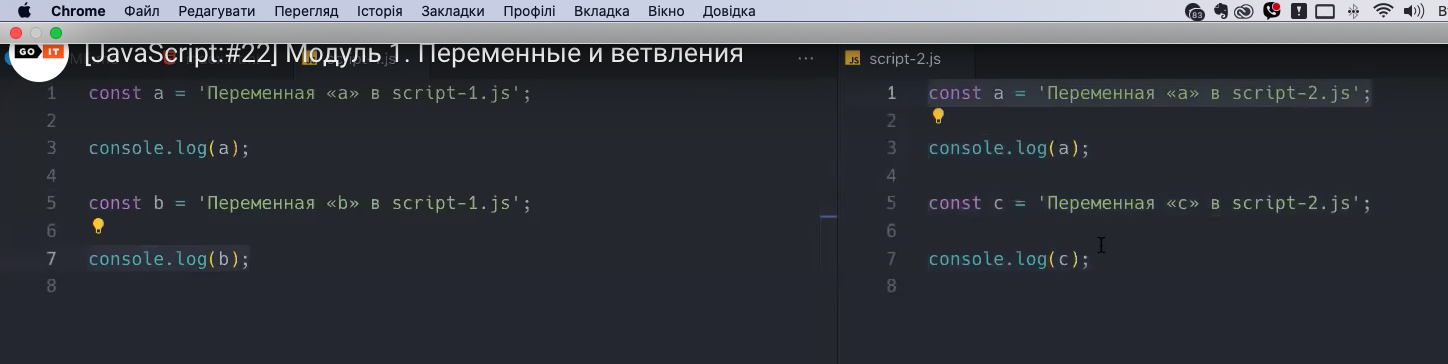 Chrome Файл Редагувати Перегляд Історія Закладки Профілі Вкладка Вікно Довідка 83 В
GO IT [JavaScript:#22] Модуль 1. Переменные и ветвления ... JS script-2.js
1 const a = 'Переменная «a» в script-1.js';
2
3 console.log(a);
4
5 const b = 'Переменная «b» в script-1.js';
6
7 console.log(b);
8
1 const a = 'Переменная «a» в script-2.js';
2
3 console.log(a);
4
5 const c = 'Переменная «c» в script-2.js';
6
7 console.log(c);
8